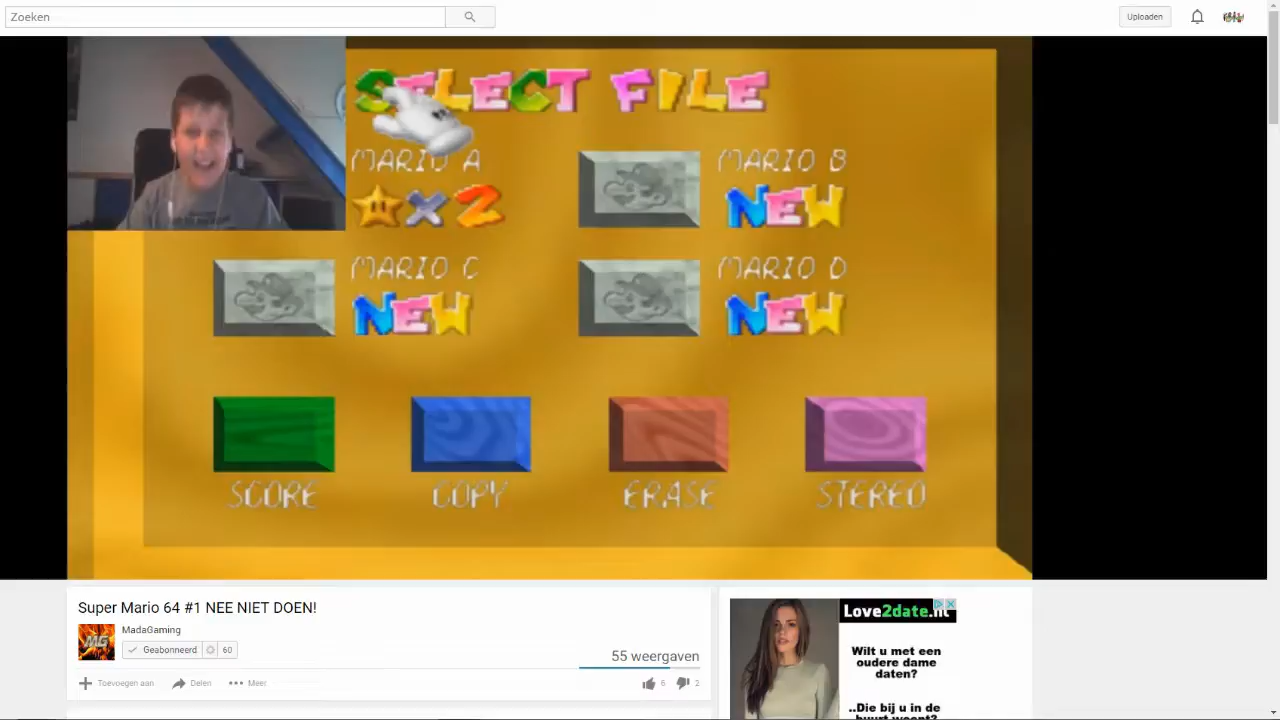 Zoeken
Uploaden
SELECT FILE
MARIO A
MARIO B
x2
NEW
MARIO C
MARIO D
NEW
NEW
SCORE
COPY
ERASE
STEREO
Super Mario 64 #1 NEE NIET DOEN!
MadaGaming
MG
Geabonneerd
60
55 weergaven
Toevoegen aan
Delen
Meer
6
2
Love2date.nl
Wilt u met een
oudere dame
daten?
..Die bij u in de
buurt woont?